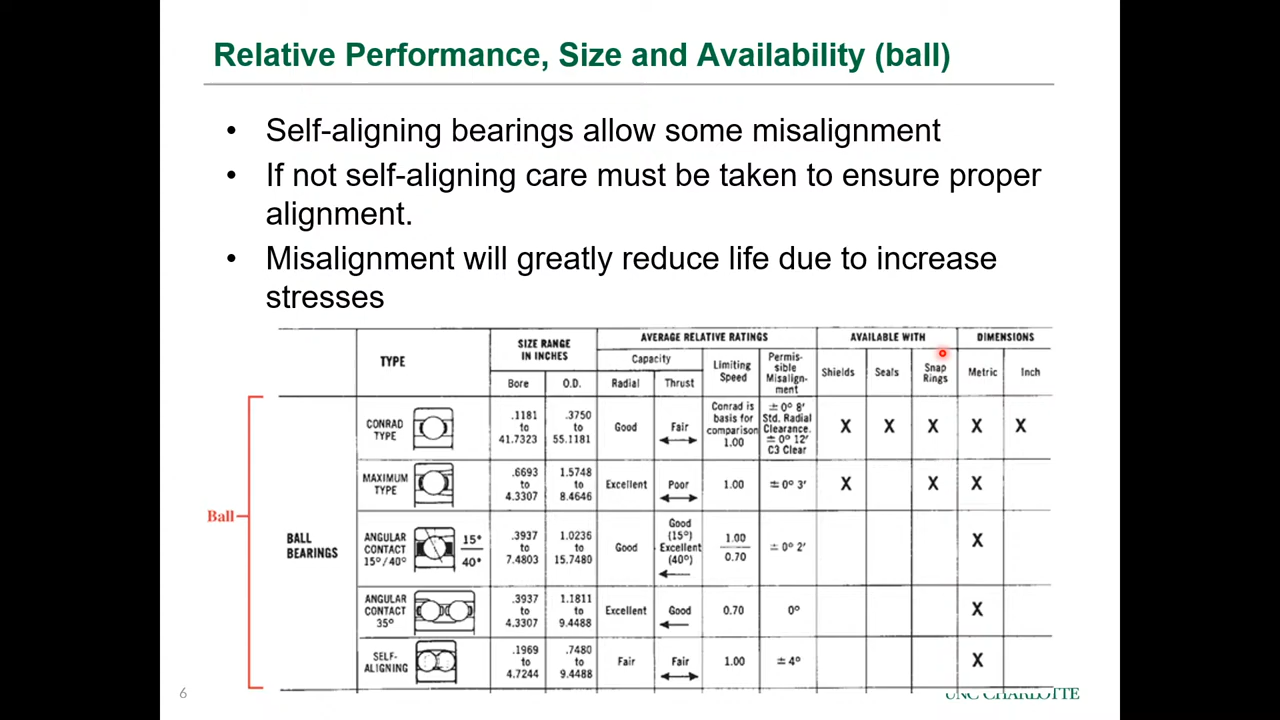 Relative Performance, Size and Availability (ball)
• Self-aligning bearings allow some misalignment
• If not self-aligning care must be taken to ensure proper
alignment.
• Misalignment will greatly reduce life due to increase
stresses
TYPE
SIZE RANGE
IN INCHES
AVERAGE RELATIVE RATINGS
AVAILABLE WITH
DIMENSIONS
Capacity
Bore
O.D.
Radial
Thrust
Limiting
Speed
Permis-
sible
Misalign-
ment
Shields
Seals
Snap
Rings
Metric
Inch
Ball
BALL
BEARINGS
CONRAD
TYPE
.1181
to
41.7323
.3750
to
55.1181
Good
Fair
Conrad is
basis for
comparison
1.00
± 0° 8'
Std. Radial
Clearance.
± 0° 12'
C3 Clear
X X X X X
MAXIMUM
TYPE
.6693
to
4.3307
1.5748
to
8.4646
Excellent
Poor
1.00
± 0° 3'
X X X
ANGULAR
CONTACT
15°/40°
15°
40°
.3937
to
7.4803
1.0236
to
15.7480
Good
Good
(15°)
Excellent
(40°)
1.00
0.70
± 0° 2'
X
ANGULAR
CONTACT
35°
.3937
to
4.3307
1.1811
to
9.4488
Excellent
Good
0.70
0°
X
SELF-
ALIGNING
.1969
to
4.7244
.7480
to
9.4488
Fair
Fair
1.00
± 4°
X
6
UNC CHARLOTTE